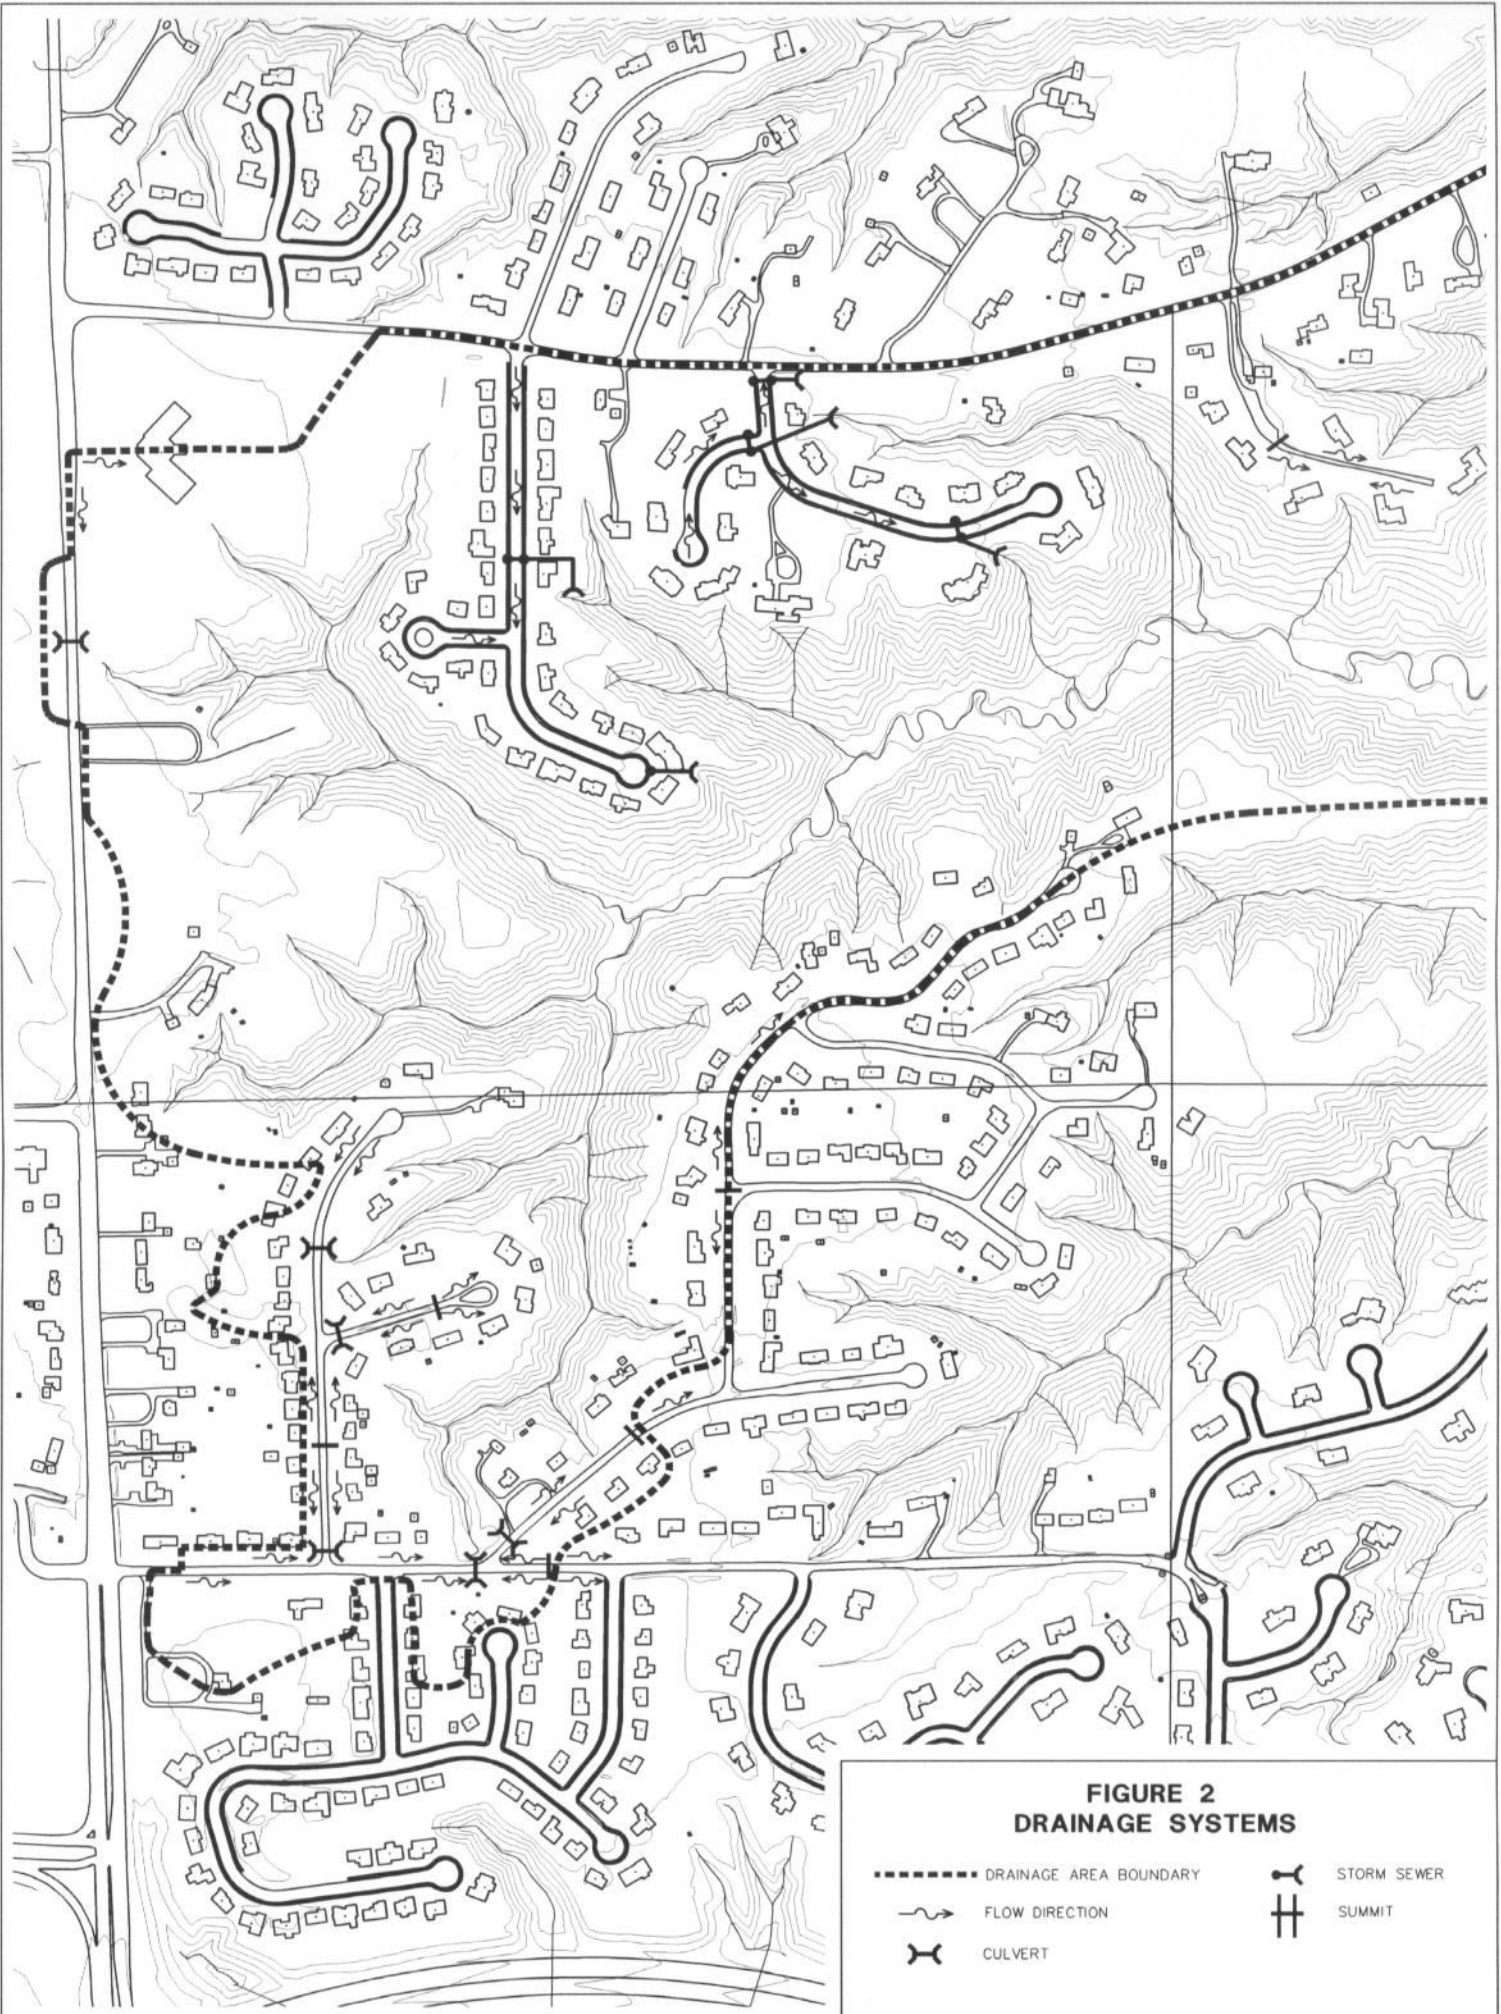 FIGURE 2
DRAINAGE SYSTEMS
DRAINAGE AREA BOUNDARY
STORM SEWER
FLOW DIRECTION
SUMMIT
CULVERT